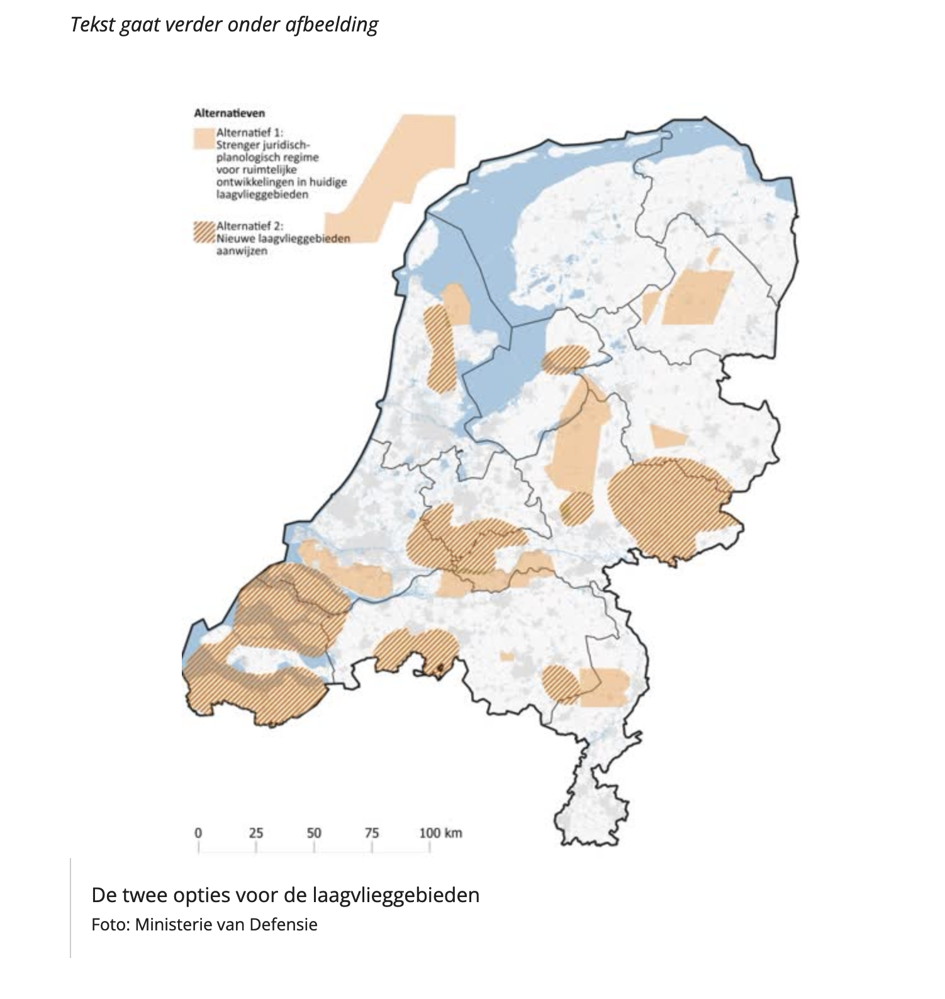 Tekst gaat verder onder afbeelding
Alternatieven
Alternatief 1:
Strenger juridisch-
planologisch regime
voor ruimtelijke
ontwikkelingen in huidige
laagvlieggebieden
Alternatief 2:
Nieuwe laagvlieggebieden
aanwijzen
0 25 50 75 100 km
De twee opties voor de laagvlieggebieden
Foto: Ministerie van Defensie